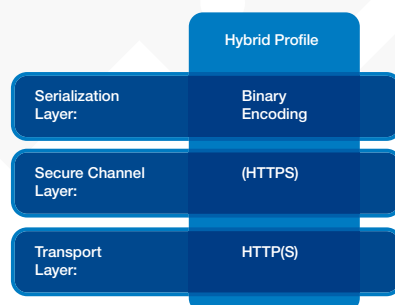 Hybrid Profile
Serialization
Layer:
Binary
Encoding
Secure Channel
Layer:
(HTTPS)
Transport
Layer:
HTTP(S)